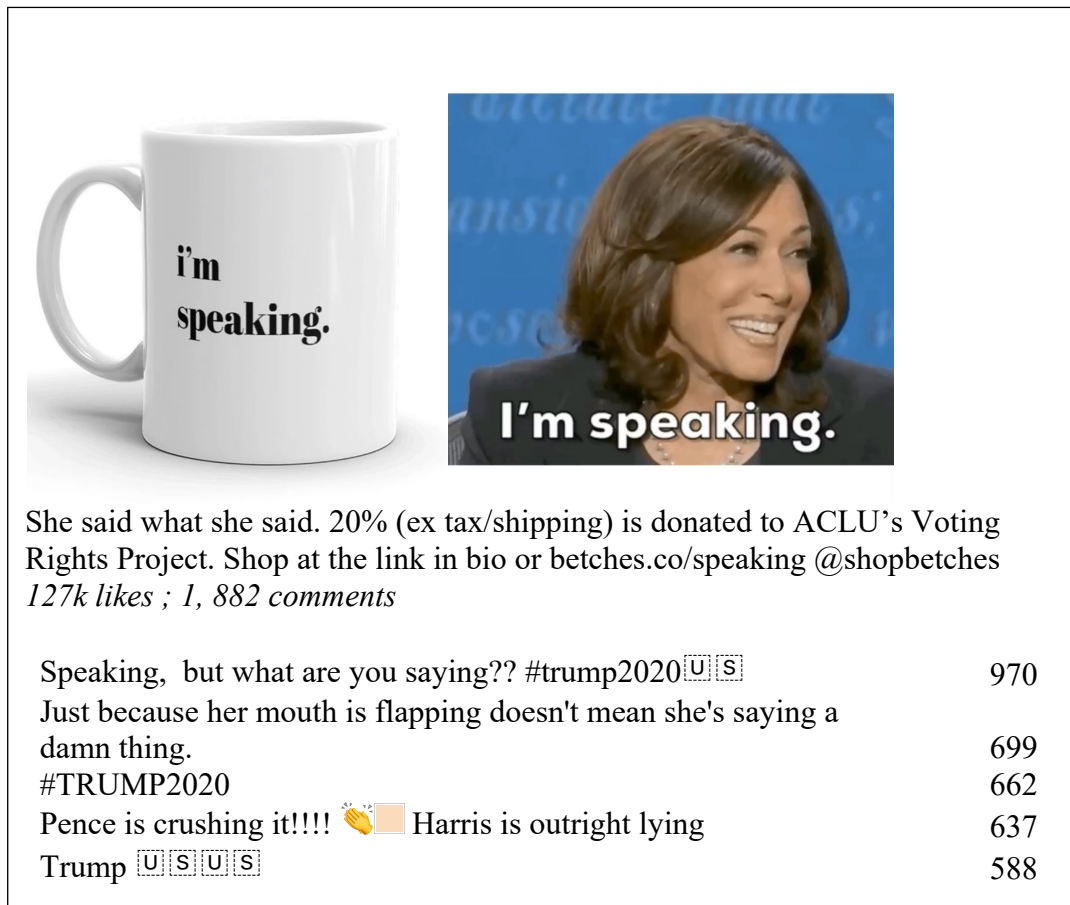 i'm
speaking.
I'm speaking.
She said what she said. 20% (ex tax/shipping) is donated to ACLU’s Voting
Rights Project. Shop at the link in bio or betches.co/speaking @shopbetches
127k likes ; 1, 882 comments
Speaking,  but what are you saying?? #trump2020🇺🇸 970
Just because her mouth is flapping doesn't mean she's saying a
damn thing. 699
#TRUMP2020 662
Pence is crushing it!!!! 👏🏼 Harris is outright lying 637
Trump 🇺🇸🇺🇸 588